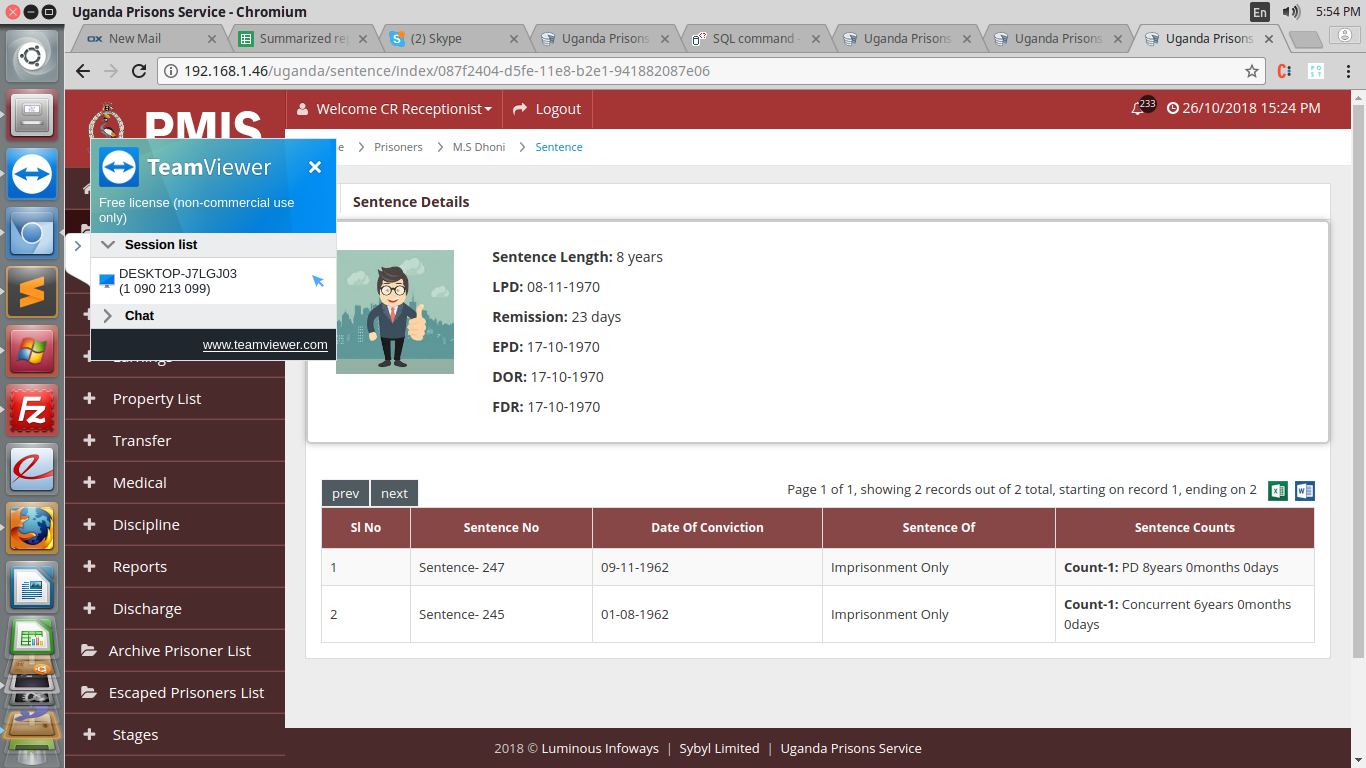 Uganda Prisons Service - Chromium
En
5:54 PM
New Mail
Summarized re
(2) Skype
Uganda Prisons
SQL command -
Uganda Prisons
Uganda Prisons
Uganda Prisons
192.168.1.46/uganda/sentence/index/087f2404-d5fe-11e8-b2e1-941882087e06
PMIS
Welcome CR Receptionist
Logout
233
26/10/2018 15:24 PM
Prisoners
M.S Dhoni
Sentence
TeamViewer
Free license (non-commercial use
only)
Session list
DESKTOP-J7LGJ03
(1 090 213 099)
Chat
www.teamviewer.com
Earnings
Property List
Transfer
Medical
Discipline
Reports
Discharge
Archive Prisoner List
Escaped Prisoners List
Stages
Sentence Details
Sentence Length: 8 years
LPD: 08-11-1970
Remission: 23 days
EPD: 17-10-1970
DOR: 17-10-1970
FDR: 17-10-1970
prev
next
Page 1 of 1, showing 2 records out of 2 total, starting on record 1, ending on 2
Sl No Sentence No Date Of Conviction Sentence Of Sentence Counts
1 Sentence- 247 09-11-1962 Imprisonment Only Count-1: PD 8years 0months 0days
2 Sentence- 245 01-08-1962 Imprisonment Only Count-1: Concurrent 6years 0months
0days
2018 © Luminous Infoways | Sybyl Limited | Uganda Prisons Service